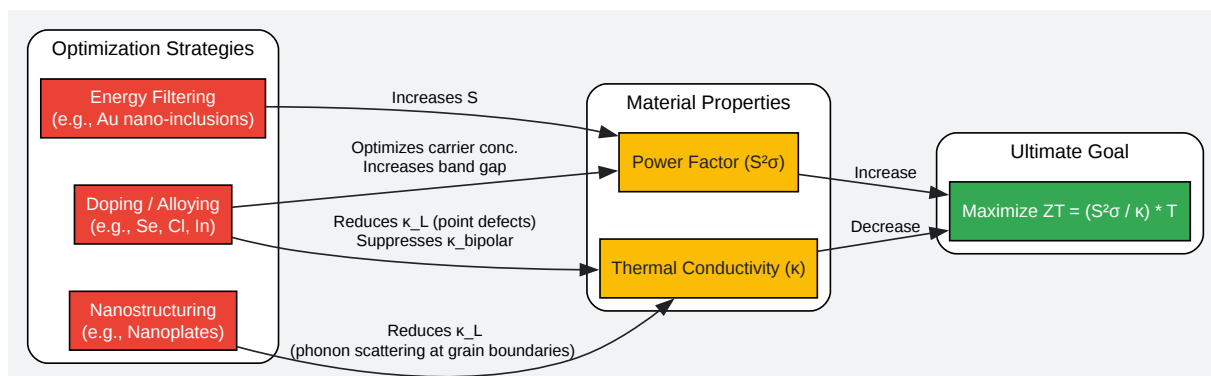 Optimization Strategies
Energy Filtering
(e.g., Au nano-inclusions)
Doping / Alloying
(e.g., Se, Cl, In)
Nanostructuring
(e.g., Nanoplates)
Increases S
Optimizes carrier conc.
Increases band gap
Reduces κ_L (point defects)
Suppresses κ_bipolar
Reduces κ_L
(phonon scattering at grain boundaries)
Material Properties
Power Factor (S²σ)
Thermal Conductivity (κ)
Increase
Decrease
Ultimate Goal
Maximize ZT = (S²σ / κ) * T